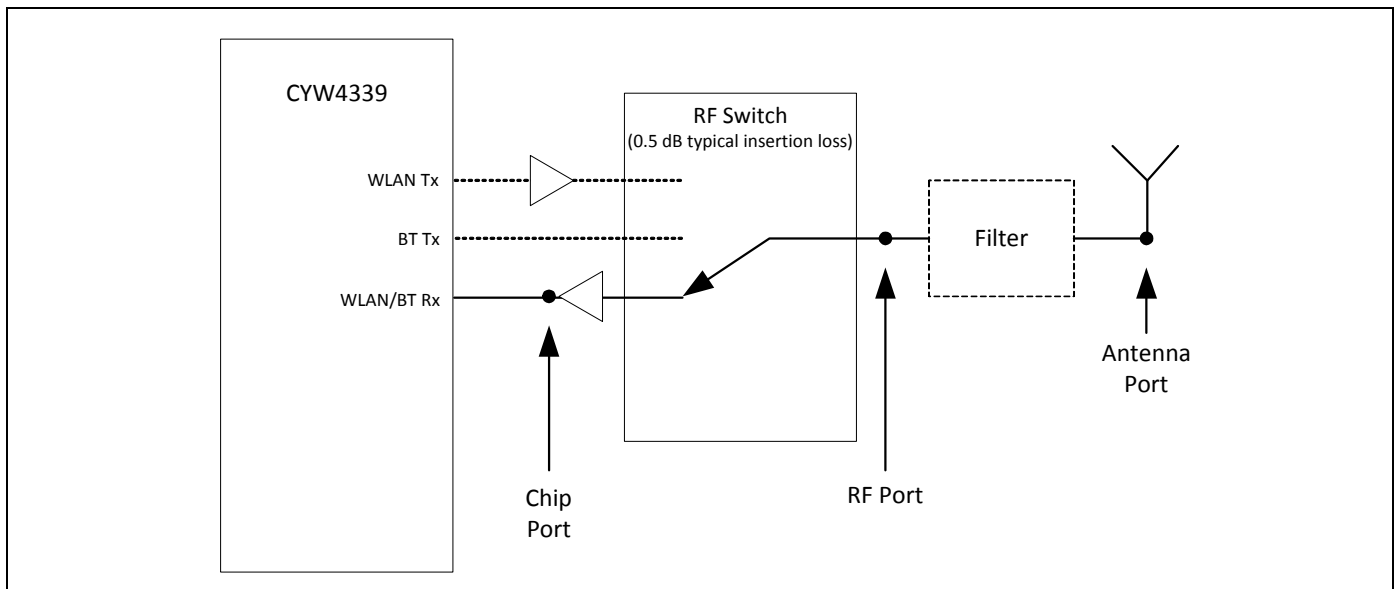 CYW4339
RF Switch
(0.5 dB typical insertion loss)
WLAN Tx
BT Tx
WLAN/BT Rx
Filter
Antenna
Port
Chip
Port
RF Port